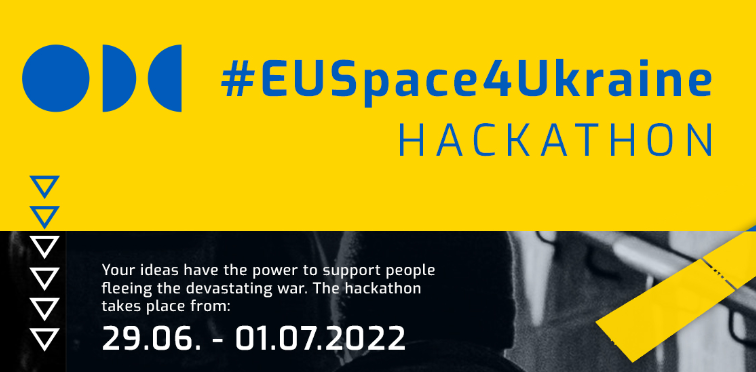 #EUSpace4Ukraine
HACKATHON
Your ideas have the power to support people
fleeing the devastating war. The hackathon
takes place from:
29.06. - 01.07.2022